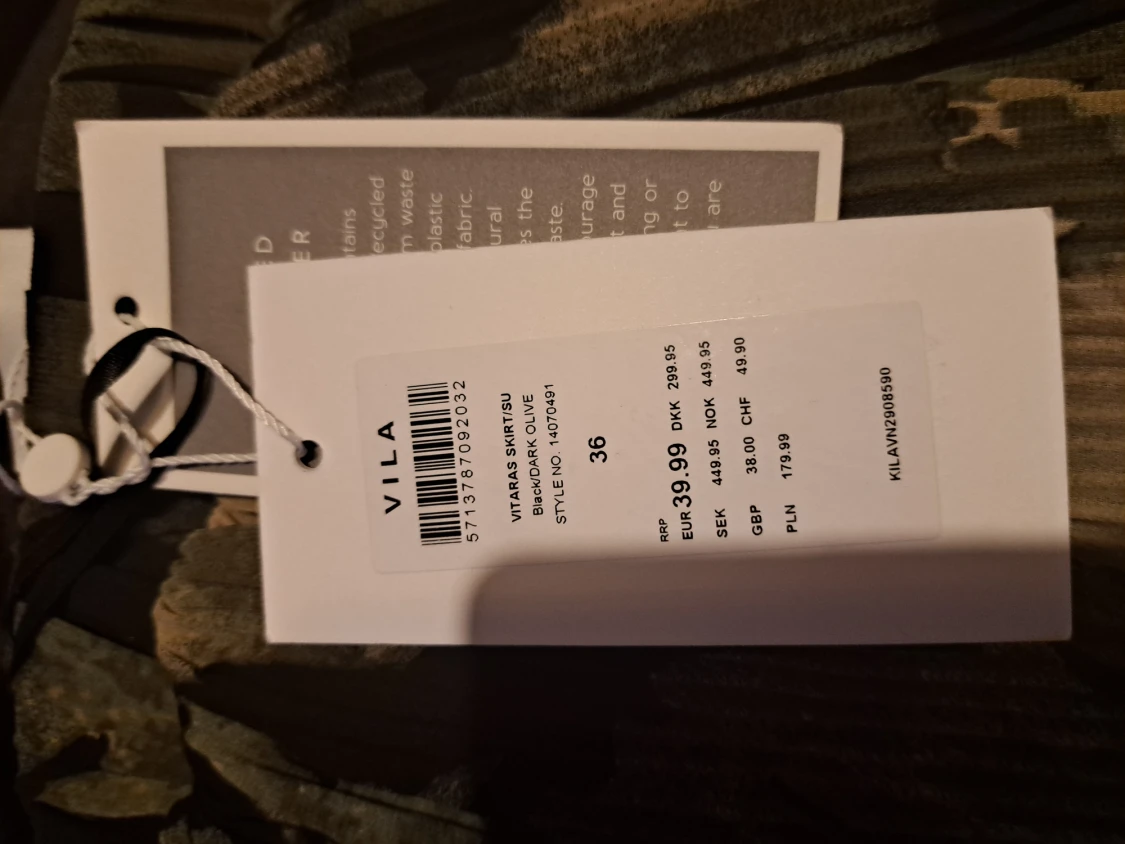 VILA
5713787092032
VITARAS SKIRT/SU
Black/DARK OLIVE
STYLE NO. 14070491
36
RRP
EUR 39.99 DKK 299.95
SEK 449.95 NOK 449.95
GBP 38.00 CHF 49.90
PLN 179.99
KILAVN2908590